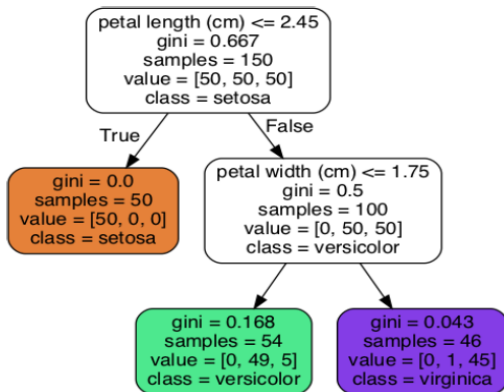 petal length (cm) <= 2.45
gini = 0.667
samples = 150
value = [50, 50, 50]
class = setosa
True
False
gini = 0.0
samples = 50
value = [50, 0, 0]
class = setosa
petal width (cm) <= 1.75
gini = 0.5
samples = 100
value = [0, 50, 50]
class = versicolor
gini = 0.168
samples = 54
value = [0, 49, 5]
class = versicolor
gini = 0.043
samples = 46
value = [0, 1, 45]
class = virginica